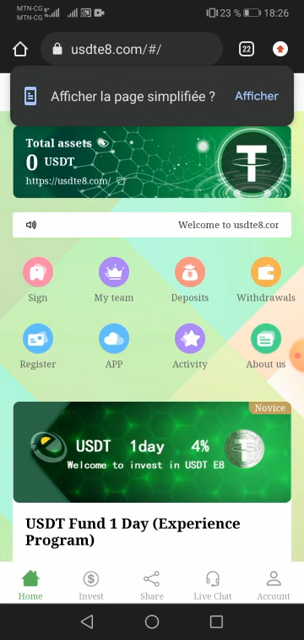 MTN-CG
MTN-CG
23 % 18:26
usdte8.com/#/
22
Afficher la page simplifiée ?
Afficher
Total assets
0 USDT
https://usdte8.com/
Welcome to usdte8.cor
Sign
My team
Deposits
Withdrawals
Register
APP
Activity
About us
Novice
USDT 1day 4%
Welcome to invest in USDT E8
USDT Fund 1 Day (Experience
Program)
Home
Invest
Share
Live Chat
Account